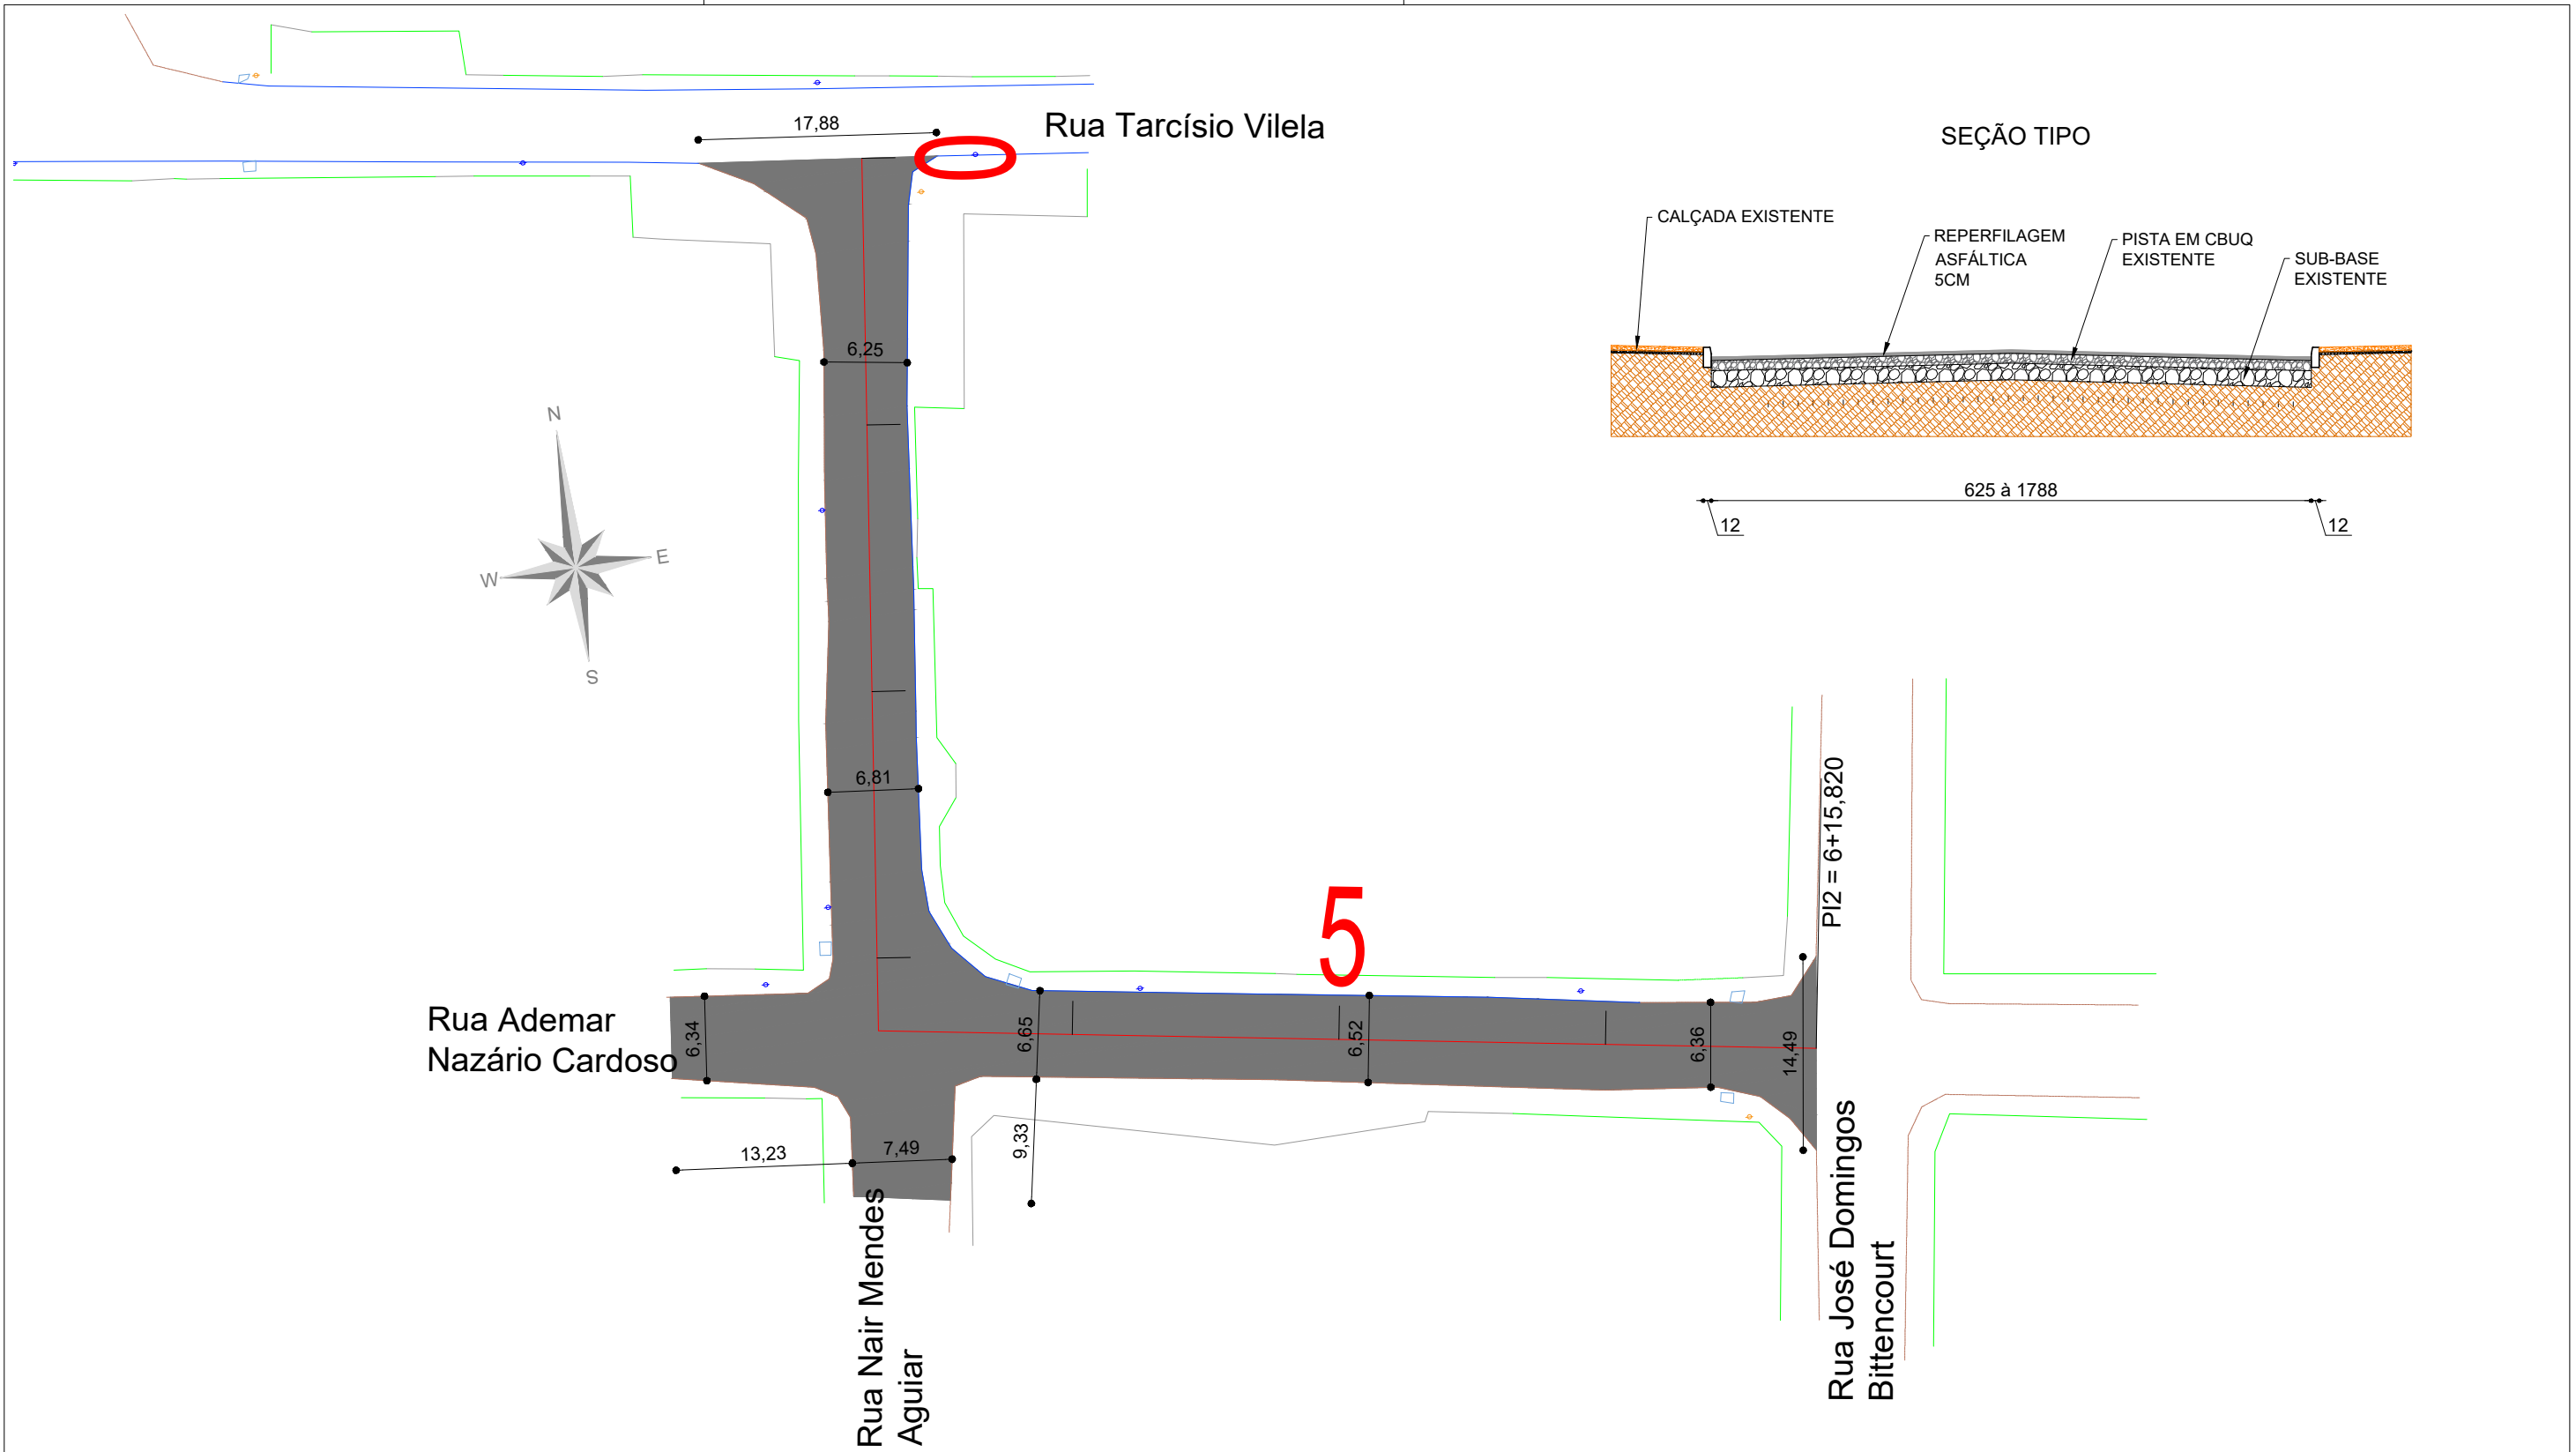 17,88
Rua Tarcísio Vilela
SEÇÃO TIPO
CALÇADA EXISTENTE
REPERFILAGEM
ASFÁLTICA
5CM
PISTA EM CBUQ
EXISTENTE
SUB-BASE
EXISTENTE
625 à 1788
12
12
6,25
N
E
W
S
6,81
PI2 = 6+15,820
5
Rua Ademar
Nazário Cardoso
6,34
6,65
6,52
6,36
14,49
13,23
7,49
9,33
Rua Nair Mendes
Aguiar
Rua José Domingos
Bittencourt